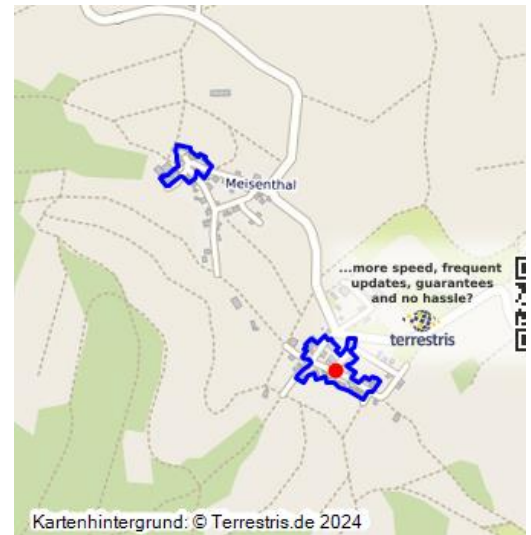 Meisenthal
...more speed, frequent
updates, guarantees
and no hassle?
terrestris
Kartenhintergrund: © Terrestris.de 2024